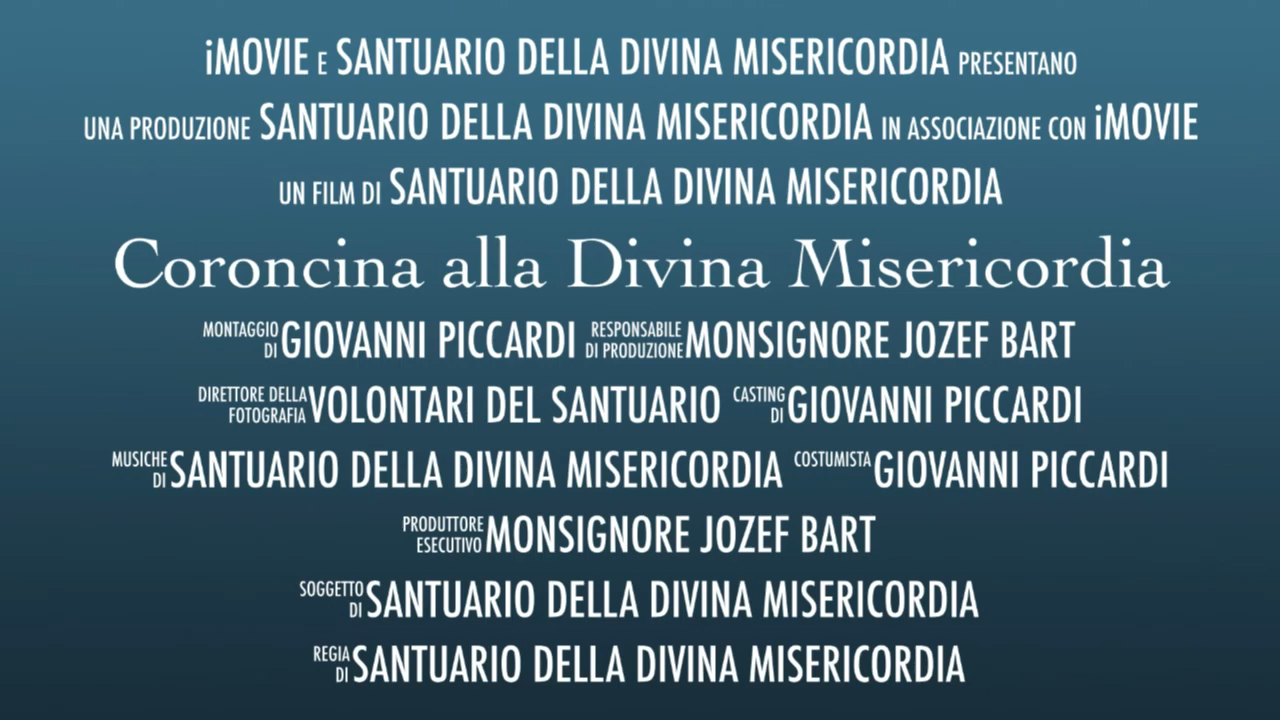 iMOVIE E SANTUARIO DELLA DIVINA MISERICORDIA PRESENTANO
UNA PRODUZIONE SANTUARIO DELLA DIVINA MISERICORDIA IN ASSOCIAZIONE CON iMOVIE
UN FILM DI SANTUARIO DELLA DIVINA MISERICORDIA
Coroncina alla Divina Misericordia
MONTAGGIO DI GIOVANNI PICCARDI RESPONSABILE DI PRODUZIONE MONSIGNORE JOZEF BART
DIRETTORE DELLA FOTOGRAFIA VOLONTARI DEL SANTUARIO CASTING DI GIOVANNI PICCARDI
MUSICHE DI SANTUARIO DELLA DIVINA MISERICORDIA COSTUMISTA GIOVANNI PICCARDI
PRODUTTORE ESECUTIVO MONSIGNORE JOZEF BART
SOGGETTO DI SANTUARIO DELLA DIVINA MISERICORDIA
REGIA DI SANTUARIO DELLA DIVINA MISERICORDIA